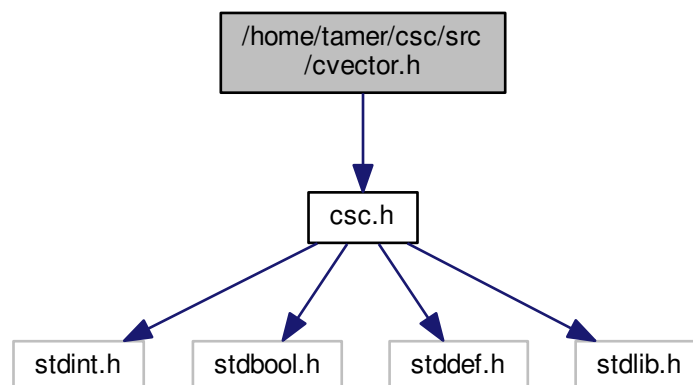 /home/tamer/csc/src
/cvector.h
csc.h
stdint.h
stdbool.h
stddef.h
stdlib.h